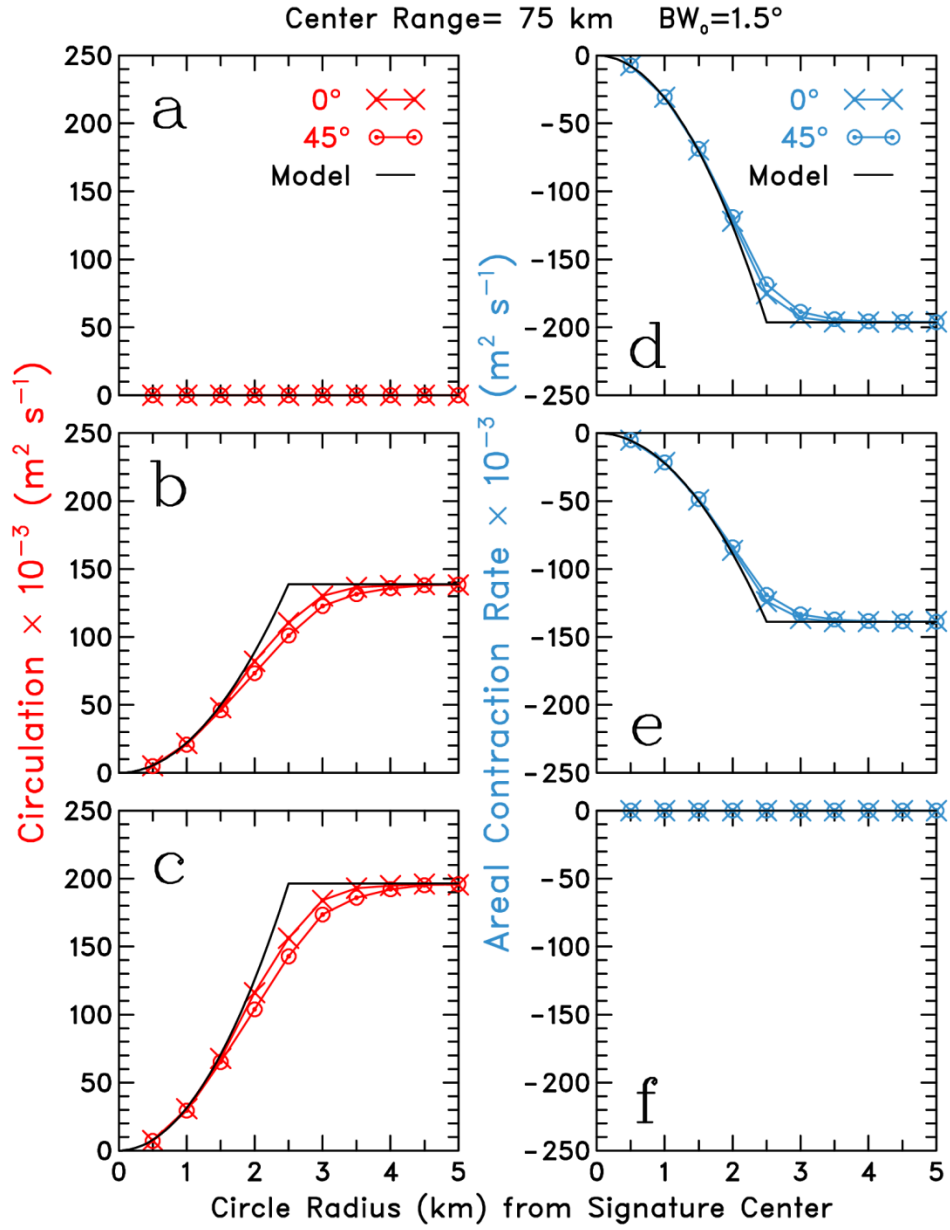 Center Range= 75 km BW₀=1.5°
Circulation × 10⁻³ (m² s⁻¹)
Areal Contraction Rate × 10⁻³ (m² s⁻¹)
a
0°
45°
Model
250
200
150
100
50
0
d
0°
45°
Model
0
-50
-100
-150
-200
-250
b
250
200
150
100
50
0
e
0
-50
-100
-150
-200
-250
c
250
200
150
100
50
0
0 1 2 3 4 5
f
0
-50
-100
-150
-200
-250
0 1 2 3 4 5
Circle Radius (km) from Signature Center